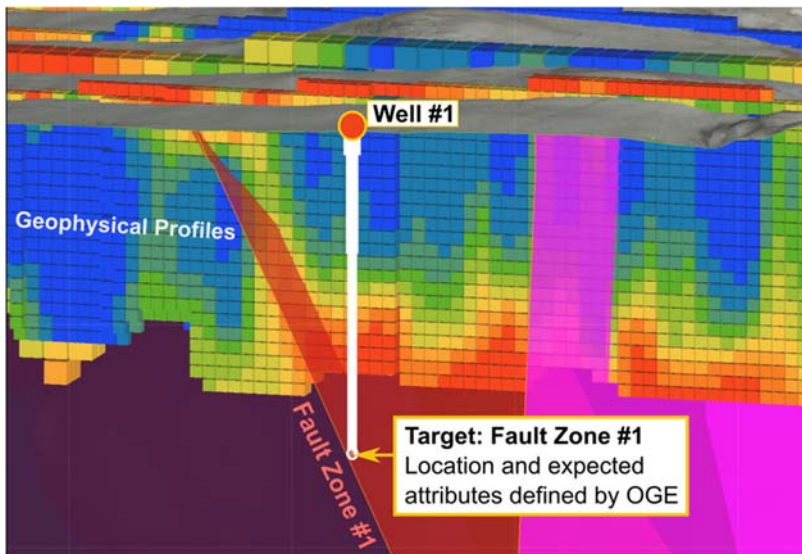 Well #1
Geophysical Profiles
Fault Zone #1
Target: Fault Zone #1
Location and expected
attributes defined by OGE